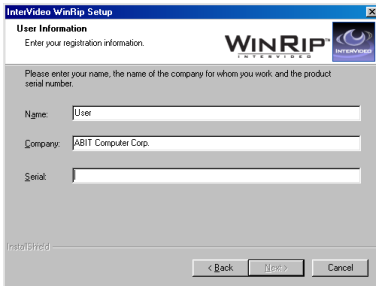 InterVideo WinRip Setup
User Information
Enter your registration information.
WINRIP™
INTERVIDEO
INTERVIDEO
Please enter your name, the name of the company for whom you work and the product
serial number.
Name: User
Company: ABIT Computer Corp.
Serial:
InstallShield
< Back Next > Cancel